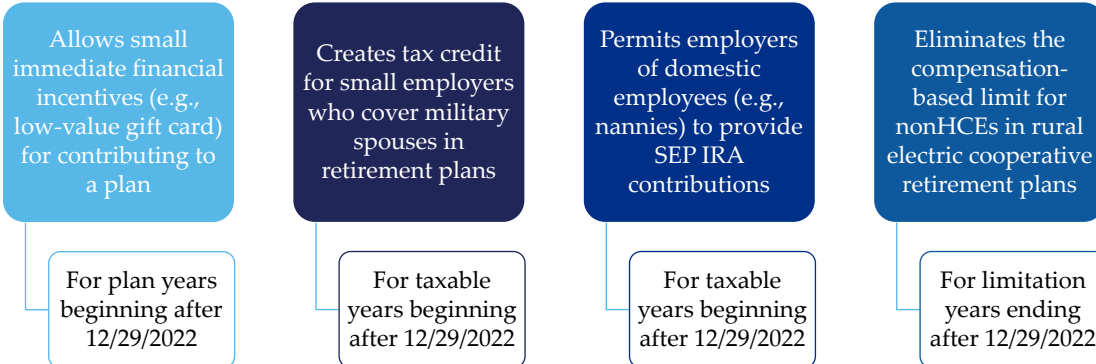 Allows small
immediate financial
incentives (e.g.,
low-value gift card)
for contributing to
a plan
For plan years
beginning after
12/29/2022
Creates tax credit
for small employers
who cover military
spouses in
retirement plans
For taxable
years beginning
after 12/29/2022
Permits employers
of domestic
employees (e.g.,
nannies) to provide
SEP IRA
contributions
For taxable
years beginning
after 12/29/2022
Eliminates the
compensation-
based limit for
nonHCEs in rural
electric cooperative
retirement plans
For limitation
years ending
after 12/29/2022